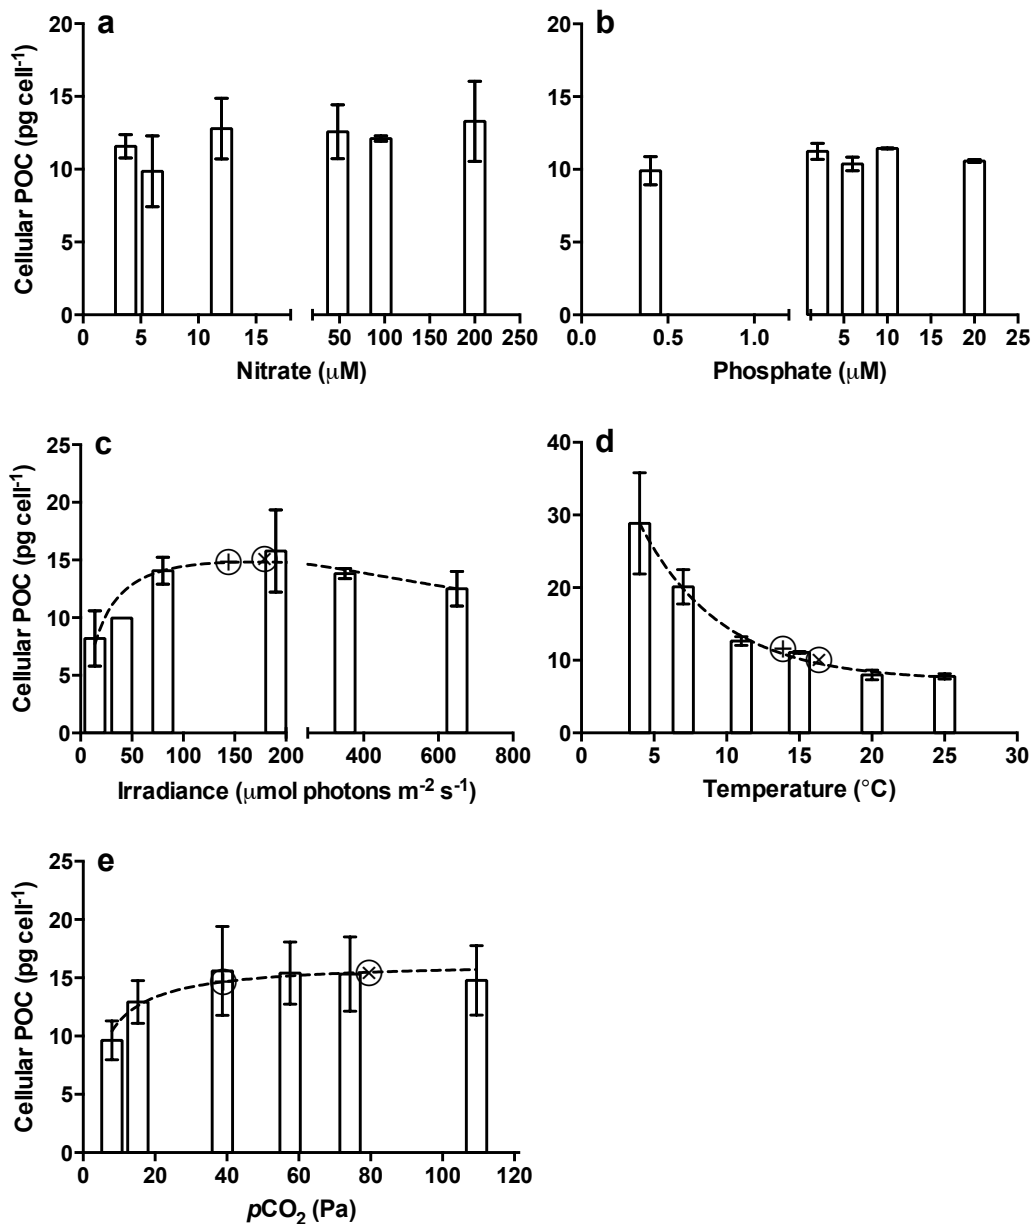 a
b
Cellular POC (pg cell⁻¹)
20
15
10
5
0
0 5 10 15 50 100 150 200 250
Nitrate (μM)
20
15
10
5
0
0.0 0.5 1.0 5 10 15 20 25
Phosphate (μM)
c
d
Cellular POC (pg cell⁻¹)
25
20
15
10
5
0
0 50 100 150 200 400 600 800
Irradiance (μmol photons m⁻² s⁻¹)
40
30
20
10
0
0 5 10 15 20 25 30
Temperature (°C)
e
Cellular POC (pg cell⁻¹)
25
20
15
10
5
0
0 20 40 60 80 100 120
pCO₂ (Pa)